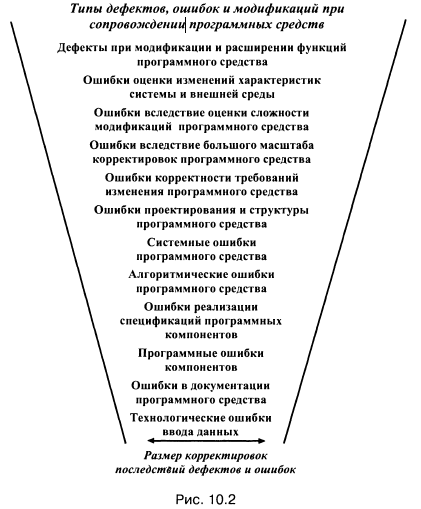 Типы дефектов, ошибок и модификаций при
сопровождении программных средств
Дефекты при модификации и расширении функций
программного средства
Ошибки оценки изменений характеристик
системы и внешней среды
Ошибки вследствие оценки сложности
модификаций программного средства
Ошибки вследствие большого масштаба
корректировок программного средства
Ошибки корректности требований
изменения программного средства
Ошибки проектирования и структуры
программного средства
Системные ошибки
программного средства
Алгоритмические ошибки
программного средства
Ошибки реализации
спецификаций программных
компонентов
Программные ошибки
компонентов
Ошибки в документации
программного средства
Технологические ошибки
ввода данных
Размер корректировок
последствий дефектов и ошибок
Рис. 10.2